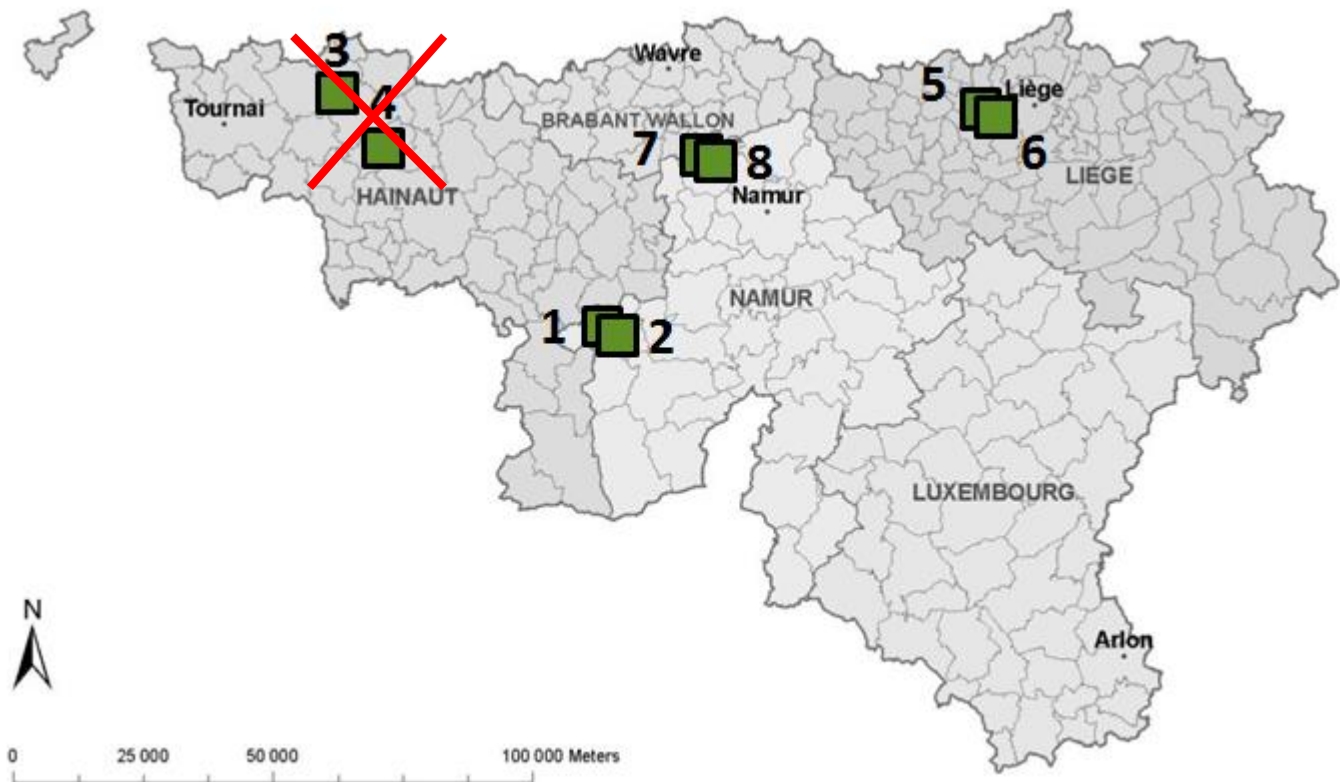 3
Wavre
4
5
Liège
Tournai
BRABANT WALLON
7
8
6
LIEGE
HAINAUT
Namur
NAMUR
1
2
LUXEMBOURG
N
Arlon
0 25 000 50 000 100 000 Meters